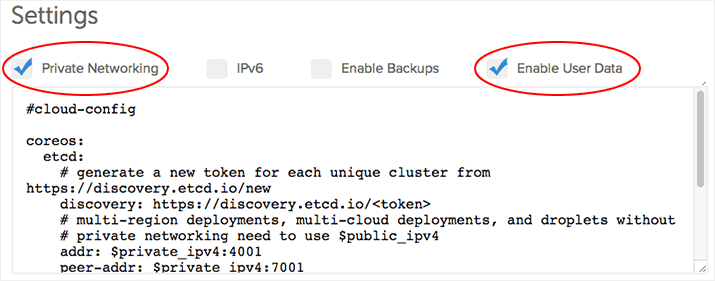 Settings
Private Networking IPv6 Enable Backups Enable User Data
#cloud-config
coreos:
etcd:
# generate a new token for each unique cluster from
https://discovery.etcd.io/new
discovery: https://discovery.etcd.io/<token>
# multi-region deployments, multi-cloud deployments, and droplets without
# private networking need to use $public_ipv4
addr: $private_ipv4:4001
peer-addr: $private_ipv4:7001